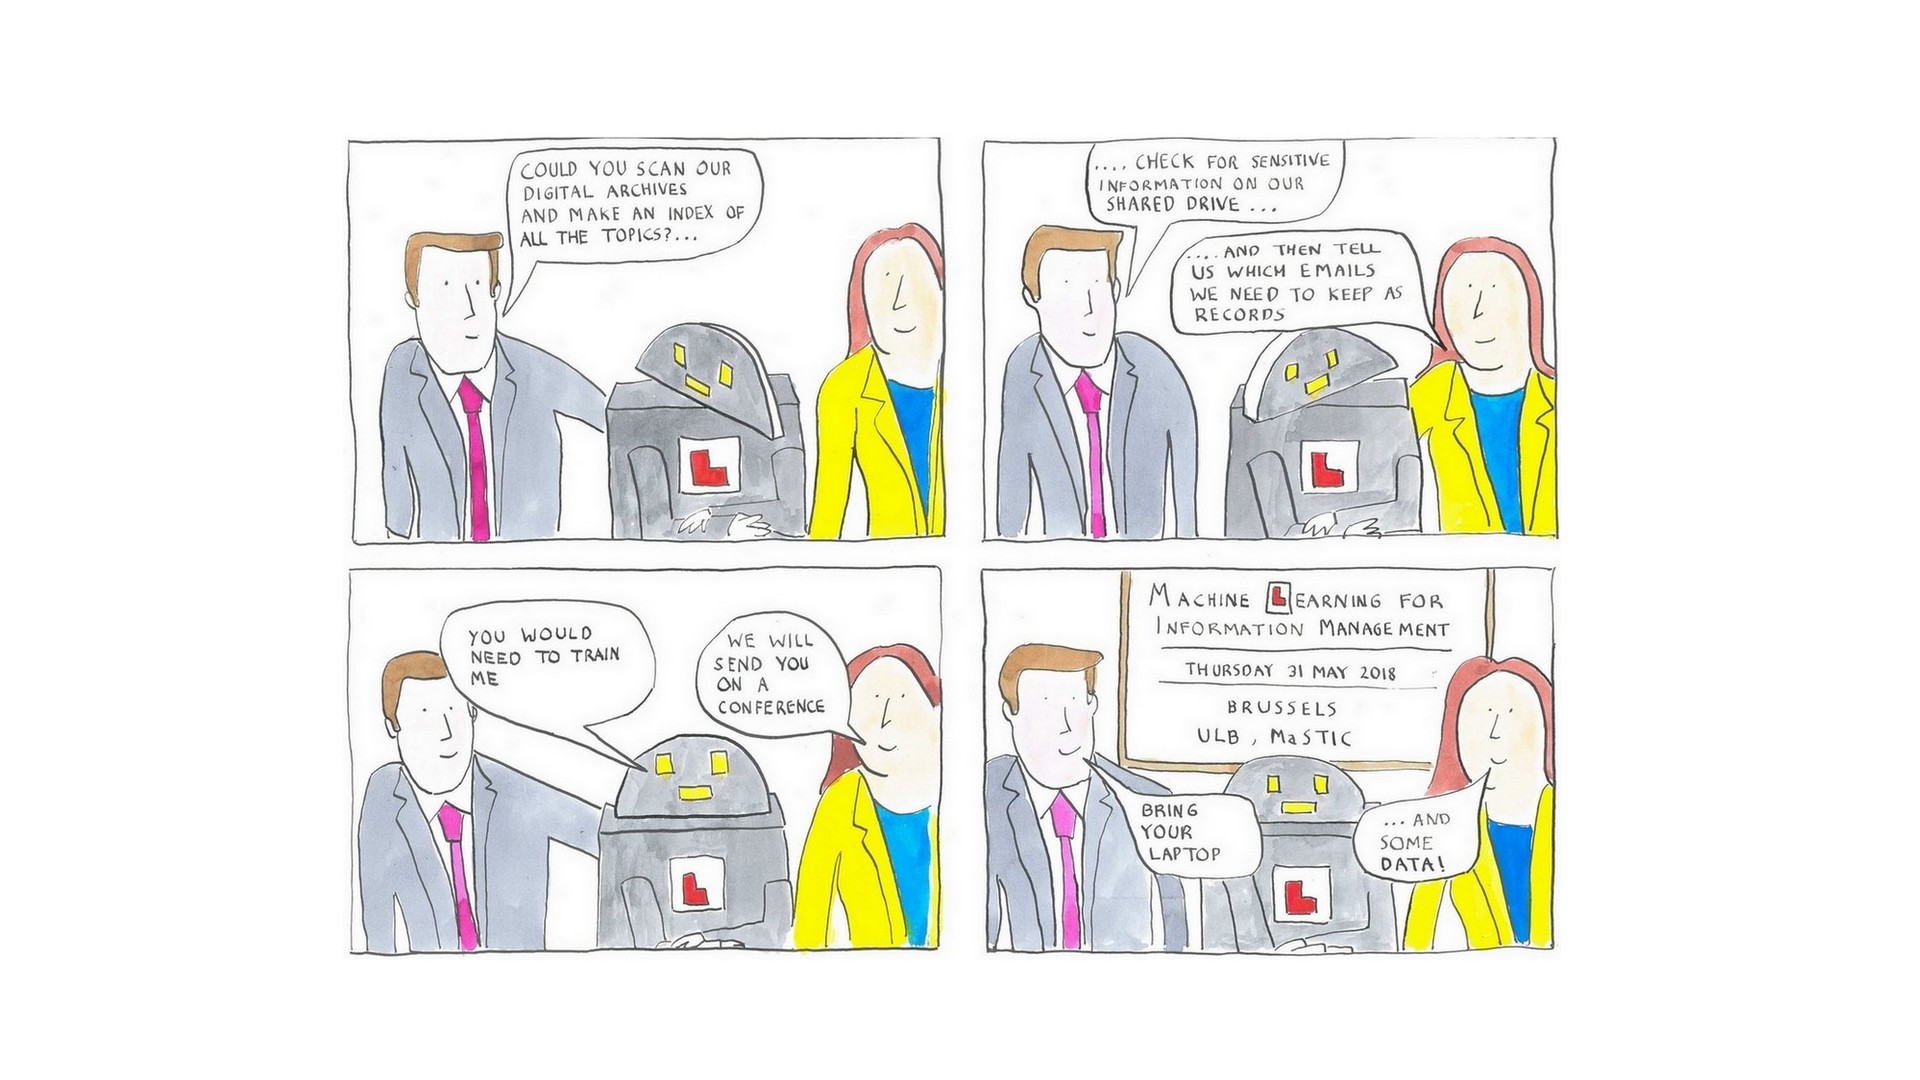 COULD YOU SCAN OUR
DIGITAL ARCHIVES
AND MAKE AN INDEX OF
ALL THE TOPICS?...
L
.... CHECK FOR SENSITIVE
INFORMATION ON OUR
SHARED DRIVE ...
.... AND THEN TELL
US WHICH EMAILS
WE NEED TO KEEP AS
RECORDS
L
YOU WOULD
NEED TO TRAIN
ME
WE WILL
SEND YOU
ON A
CONFERENCE
L
MACHINE LEARNING FOR
INFORMATION MANAGEMENT
THURSDAY 31 MAY 2018
BRUSSELS
ULB, MaSTIC
BRING
YOUR
LAPTOP
... AND
SOME
DATA!
L